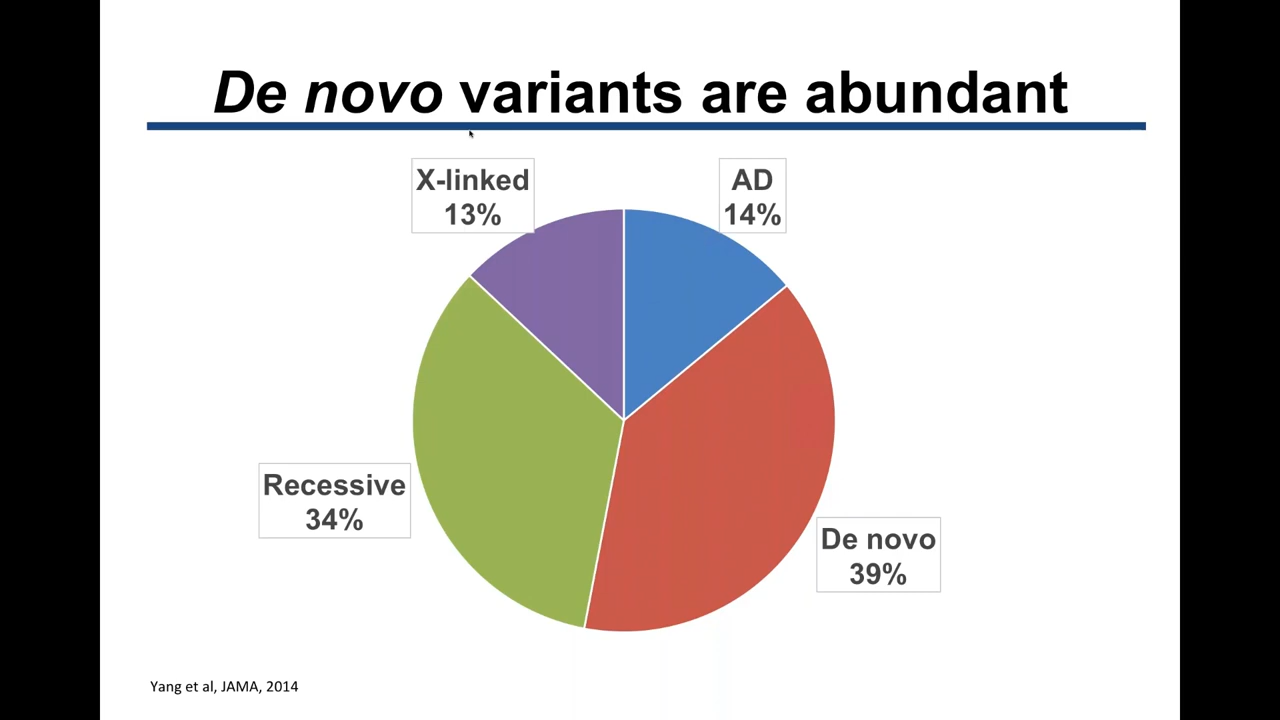 De novo variants are abundant
X-linked
13%
AD
14%
Recessive
34%
De novo
39%
Yang et al, JAMA, 2014